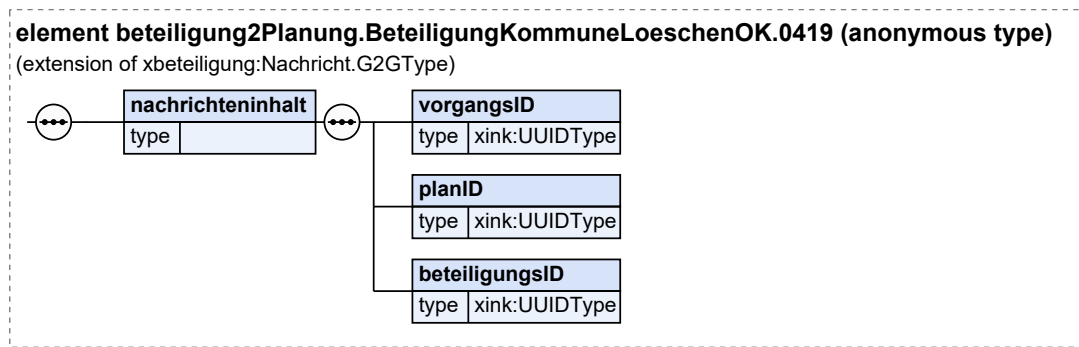 element beteiligung2Planung.BeteiligungKommuneLoeschenOK.0419 (anonymous type)
(extension of xbeteiligung:Nachricht.G2GType)
nachrichteninhalt
type
vorgangsID
type xink:UUIDType
planID
type xink:UUIDType
beteiligungsID
type xink:UUIDType